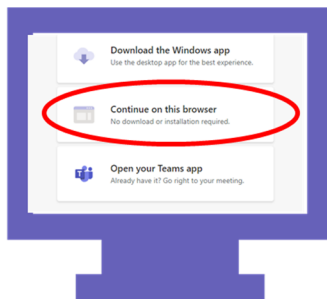 Download the Windows app
Use the desktop app for the best experience.
Continue on this browser
No download or installation required.
Open your Teams app
Already have it? Go right to your meeting.